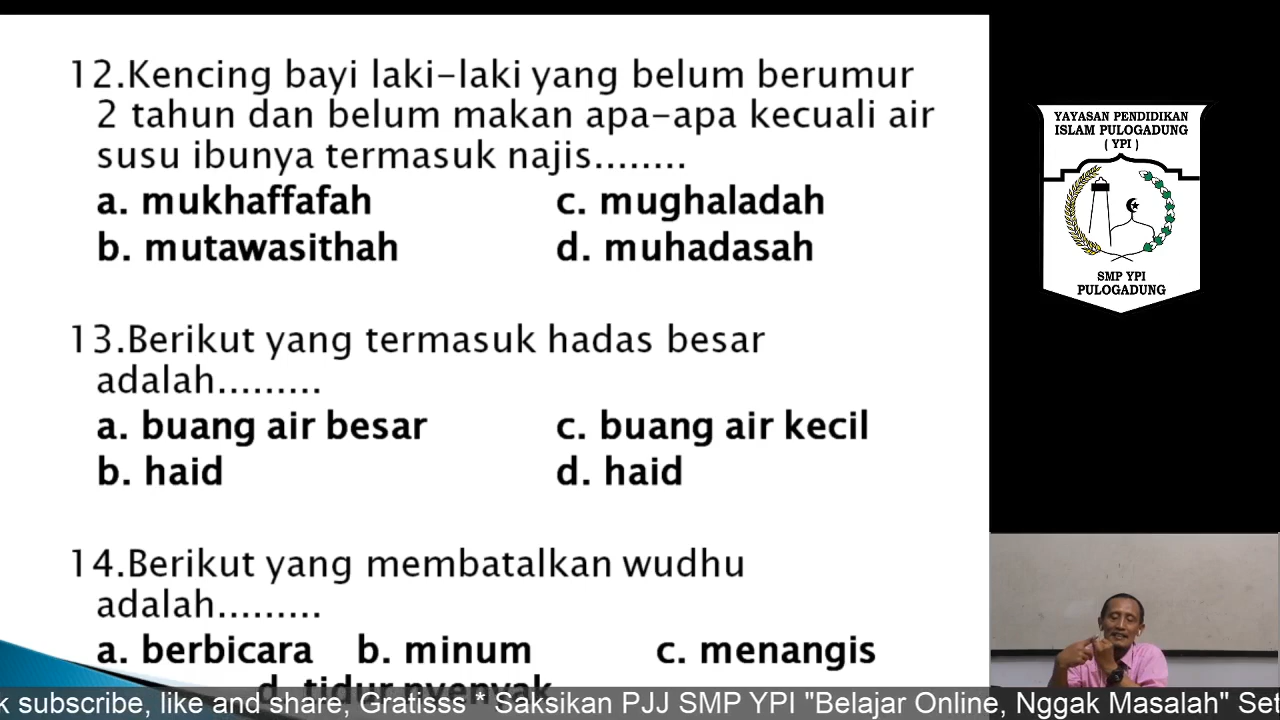 12.Kencing bayi laki-laki yang belum berumur
2 tahun dan belum makan apa-apa kecuali air
susu ibunya termasuk najis........
a. mukhaffafah c. mughaladah
b. mutawasithah d. muhadasah
13.Berikut yang termasuk hadas besar
adalah.........
a. buang air besar c. buang air kecil
b. haid d. haid
14.Berikut yang membatalkan wudhu
adalah.........
a. berbicara b. minum c. menangis
d. tidur nyenyak
k subscribe, like and share, Gratisss * Saksikan PJJ SMP YPI "Belajar Online, Nggak Masalah" Set
YAYASAN PENDIDIKAN
ISLAM PULOGADUNG
( YPI )
SMP YPI
PULOGADUNG